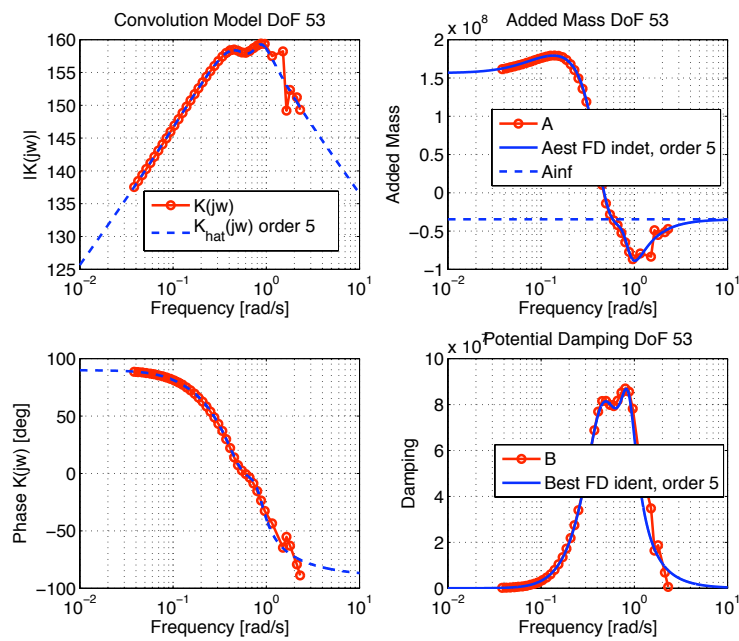 Convolution Model DoF 53
160
155
150
145
140
135
130
125
|K(jw)|
K(jw)
K_hat(jw) order 5
10^−2 10^−1 10^0 10^1
Frequency [rad/s]
Added Mass DoF 53
x 10^8
2
1.5
1
0.5
0
−0.5
−1
Added Mass
A
Aest FD indet, order 5
Ainf
10^−2 10^−1 10^0 10^1
Frequency [rad/s]
100
50
0
−50
−100
Phase K(jw) [deg]
10^−2 10^−1 10^0 10^1
Frequency [rad/s]
Potential Damping DoF 53
x 10^7
10
8
6
4
2
0
Damping
B
Best FD ident, order 5
10^−2 10^−1 10^0 10^1
Frequency [rad/s]